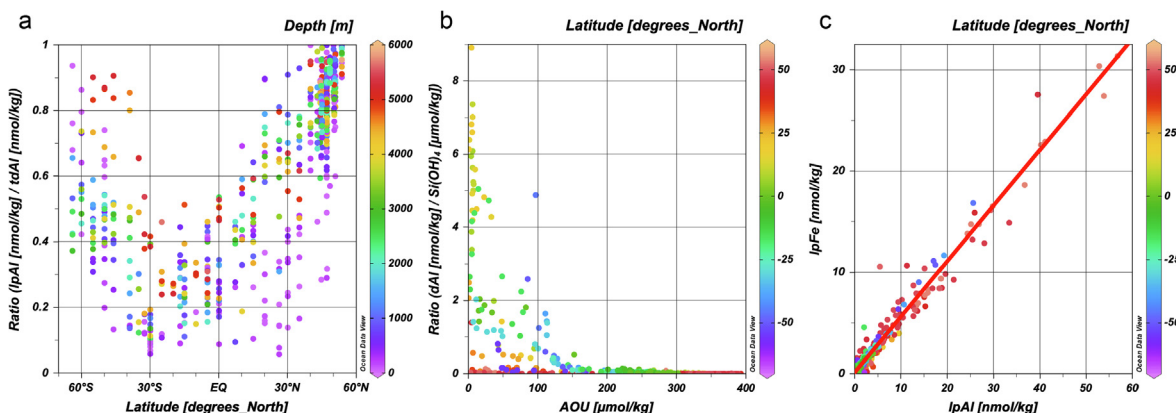 a
Depth [m]
Ratio (lpAl [nmol/kg] / tdAl [nmol/kg])
1
0.8
0.6
0.4
0.2
0
60°S
30°S
EQ
30°N
60°N
Latitude [degrees_North]
6000
5000
4000
3000
2000
1000
0
Ocean Data View
b
Latitude [degrees_North]
Ratio (dAl [nmol/kg] / Si(OH)₄ [µmol/kg]
8
6
4
2
0
0
100
200
300
400
AOU [µmol/kg]
50
25
0
-25
-50
Ocean Data View
c
Latitude [degrees_North]
lpFe [nmol/kg]
30
20
10
0
0
10
20
30
40
50
60
lpAl [nmol/kg]
50
25
0
-25
-50
Ocean Data View